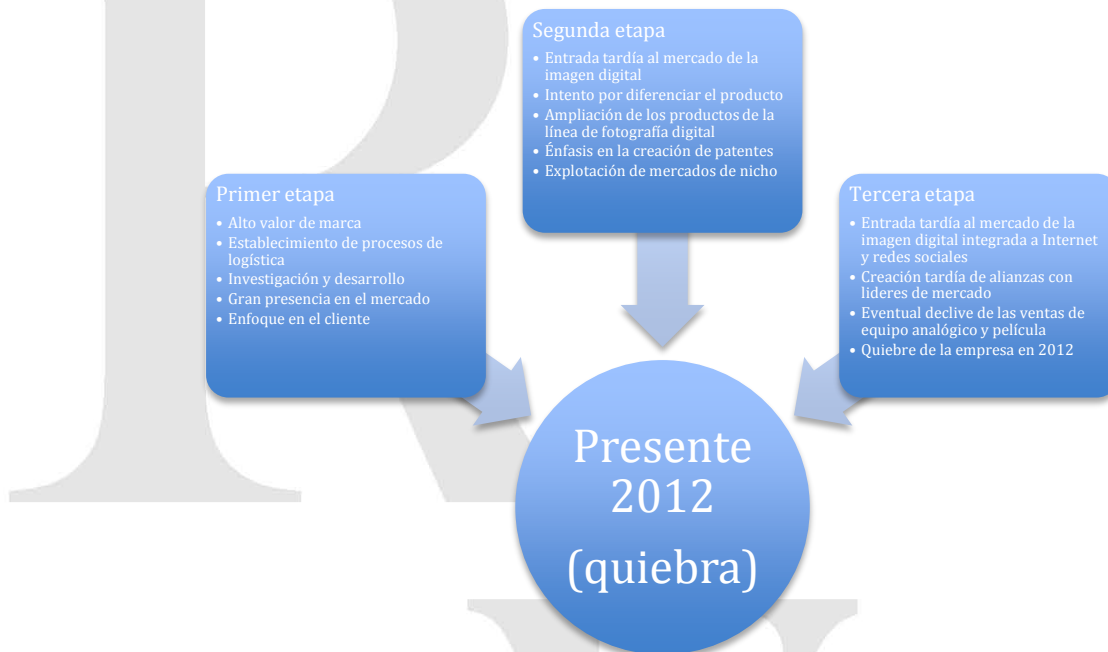 Segunda etapa
• Entrada tardía al mercado de la
imagen digital
• Intento por diferenciar el producto
• Ampliación de los productos de la
línea de fotografía digital
• Énfasis en la creación de patentes
• Explotación de mercados de nicho
Primer etapa
• Alto valor de marca
• Establecimiento de procesos de
logística
• Investigación y desarrollo
• Gran presencia en el mercado
• Enfoque en el cliente
Tercera etapa
• Entrada tardía al mercado de la
imagen digital integrada a Internet
y redes sociales
• Creación tardía de alianzas con
lideres de mercado
• Eventual declive de las ventas de
equipo analógico y película
• Quiebre de la empresa en 2012
Presente
2012
(quiebra)